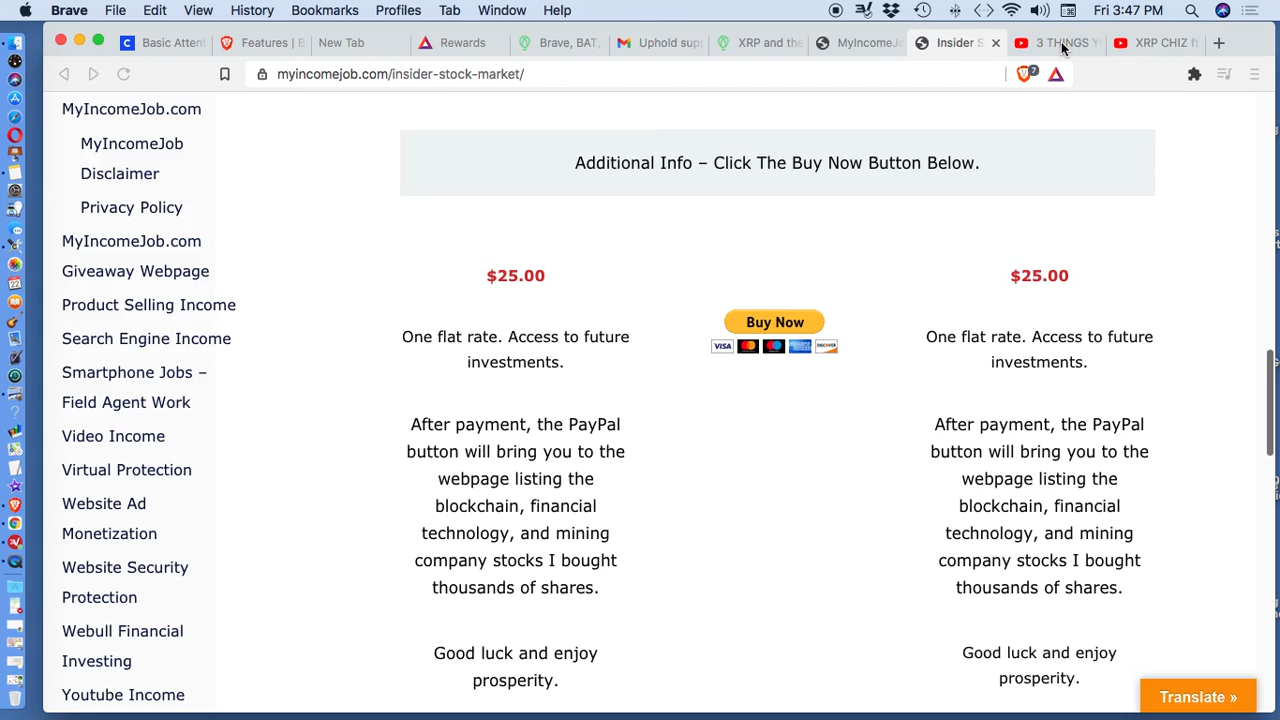 Brave File Edit View History Bookmarks Profiles Tab Window Help Fri 3:47 PM
Basic Attent Features | B New Tab Rewards Brave, BAT, Uphold supp XRP and the MyIncomeJo Insider S 3 THINGS Y XRP CHIZ ft
myincomejob.com/insider-stock-market/ 7
MyIncomeJob.com
MyIncomeJob
Disclaimer
Privacy Policy
MyIncomeJob.com
Giveaway Webpage
Product Selling Income
Search Engine Income
Smartphone Jobs –
Field Agent Work
Video Income
Virtual Protection
Website Ad
Monetization
Website Security
Protection
Webull Financial
Investing
Youtube Income
Additional Info – Click The Buy Now Button Below.
$25.00
One flat rate. Access to future
investments.
After payment, the PayPal
button will bring you to the
webpage listing the
blockchain, financial
technology, and mining
company stocks I bought
thousands of shares.
Good luck and enjoy
prosperity.
Buy Now
VISA
$25.00
One flat rate. Access to future
investments.
After payment, the PayPal
button will bring you to the
webpage listing the
blockchain, financial
technology, and mining
company stocks I bought
thousands of shares.
Good luck and enjoy
prosperity.
Translate »